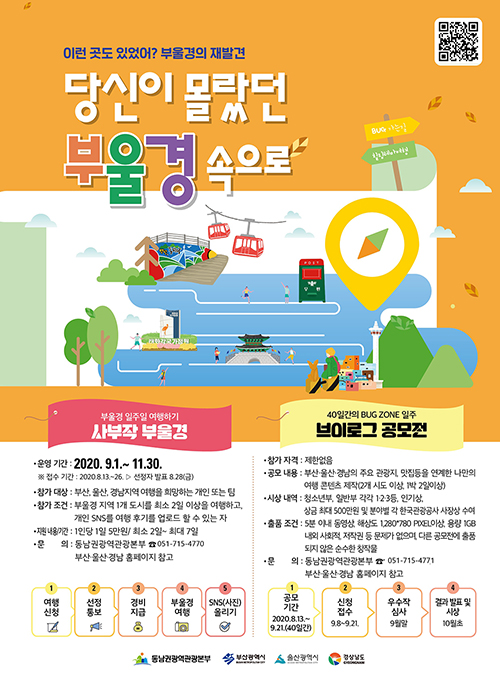 이런 곳도 있었어? 부울경의 재발견
당신이 몰랐던
부울경 속으로
BUG
POST
우편
부울경 일주일 여행하기
사부작 부울경
• 운영 기간 : 2020. 9.1.~ 11.30.
※ 접수 기간 : 2020.8.13.~26. ▷ 선정자 발표 8.28(금)
• 참가 대상 : 부산, 울산, 경남지역 여행을 희망하는 개인 또는 팀
• 참가 조건 : 부울경 지역 1개 도시를 최소 2일 이상을 여행하고,
개인 SNS를 여행 후기를 업로드 할 수 있는 자
• 지원 내용/기간 : 1인당 1일 5만원/ 최소 2일~ 최대 7일
• 문 의 : 동남권광역관광본부 ☎ 051-715-4770
부산·울산·경남 홈페이지 참고
1 여행 신청
2 선정 통보
3 경비 지급
4 부울경 여행
5 SNS(사진) 올리기
40일간의 BUG ZONE 일주
브이로그 공모전
• 참가 자격 : 제한없음
• 공모 내용 : 부산·울산·경남의 주요 관광지, 맛집등을 연계한 나만의
여행 콘텐츠 제작(2개 시도 이상, 1박 2일이상)
• 시상 내역 : 청소년부, 일반부 각각 1·2·3등, 인기상,
상금 최대 500만원 및 분야별 각 한국관광공사 사장상 수여
• 출품 조건 : 5분 이내 동영상, 해상도 1,280*780 PIXEL이상, 용량 1GB
내외 사회적, 저작권 등 문제가 없으며, 다른 공모전에 출품
되지 않은 순수한 창작물
• 문 의 : 동남권광역관광본부 ☎ 051-715-4771
부산·울산·경남 홈페이지 참고
1 공모 기간 2020.8.13.~ 9.21.(40일간)
2 신청 접수 9.8~9.21.
3 우수작 심사 9월말
4 결과 발표 및 시상 10월초
동남권광역관광본부
부산광역시
울산광역시
경상남도
GYEONGNAM